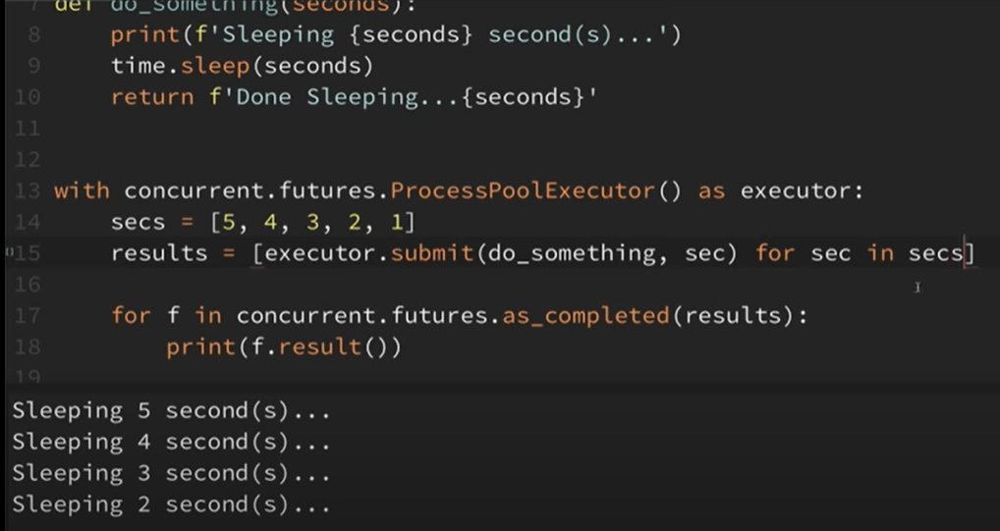 7 def do_something(seconds):
8 print(f'Sleeping {seconds} second(s)...')
9 time.sleep(seconds)
10 return f'Done Sleeping...{seconds}'
11
12
13 with concurrent.futures.ProcessPoolExecutor() as executor:
14 secs = [5, 4, 3, 2, 1]
15 results = [executor.submit(do_something, sec) for sec in secs]
16
17 for f in concurrent.futures.as_completed(results):
18 print(f.result())
19
Sleeping 5 second(s)...
Sleeping 4 second(s)...
Sleeping 3 second(s)...
Sleeping 2 second(s)...